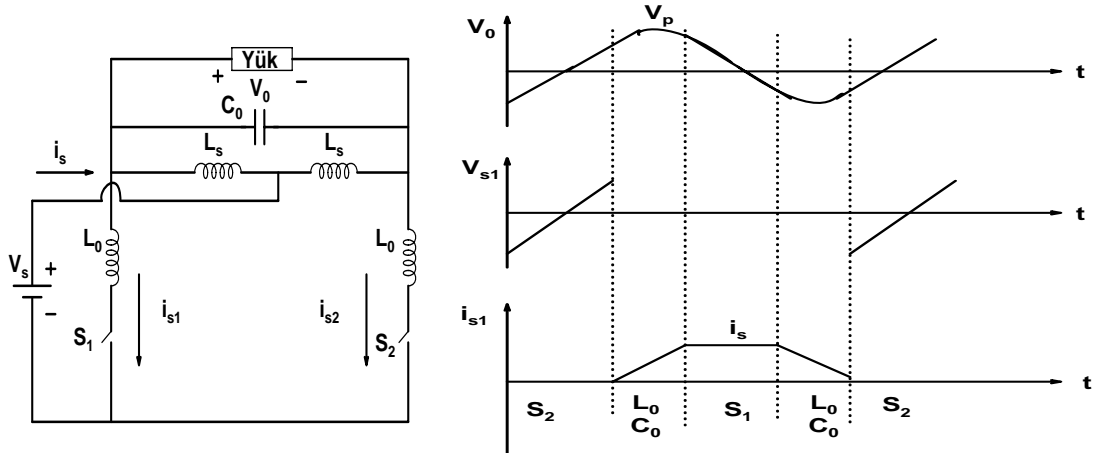 Yük
+ −
V₀
C₀
Lₛ Lₛ
iₛ
L₀ L₀
Vₛ +
−
iₛ₁ iₛ₂
S₁ S₂
Vₚ
V₀
t
Vₛ₁
t
iₛ₁
iₛ
t
S₂ L₀ C₀ S₁ L₀ C₀ S₂